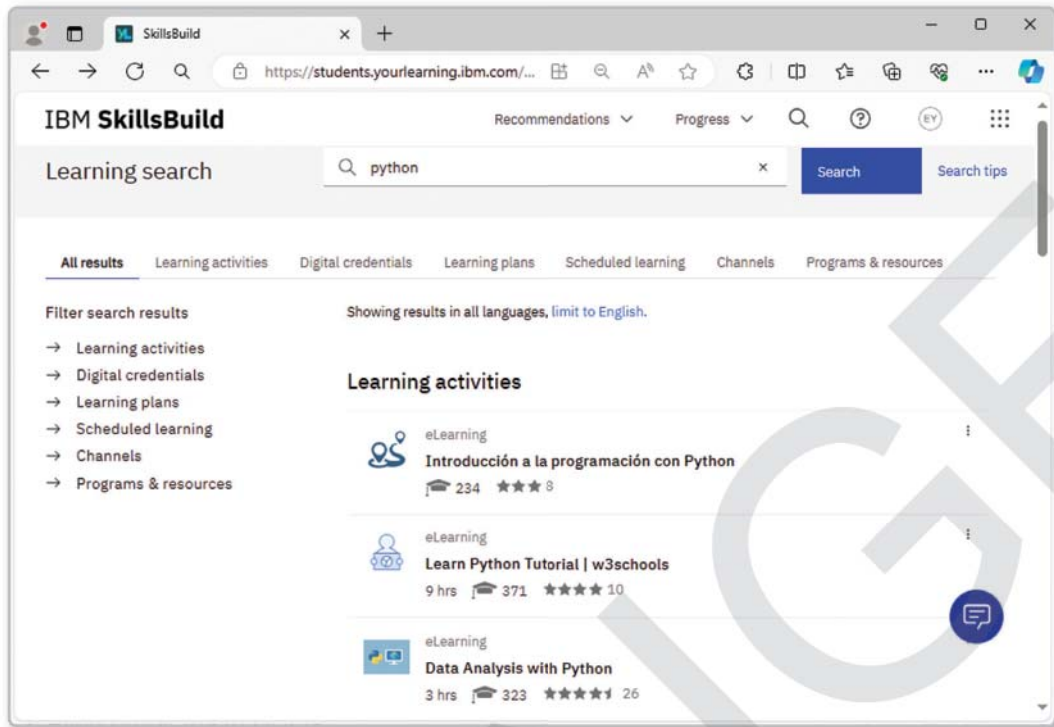 SkillsBuild
https://students.yourlearning.ibm.com/...
IBM SkillsBuild
Recommendations
Progress
EY
Learning search
python
Search
Search tips
All results Learning activities Digital credentials Learning plans Scheduled learning Channels Programs & resources
Filter search results
→ Learning activities
→ Digital credentials
→ Learning plans
→ Scheduled learning
→ Channels
→ Programs & resources
Showing results in all languages, limit to English.
Learning activities
eLearning
Introducción a la programación con Python
234 ★★★ 8
eLearning
Learn Python Tutorial | w3schools
9 hrs 371 ★★★★ 10
eLearning
Data Analysis with Python
3 hrs 323 ★★★★ 26